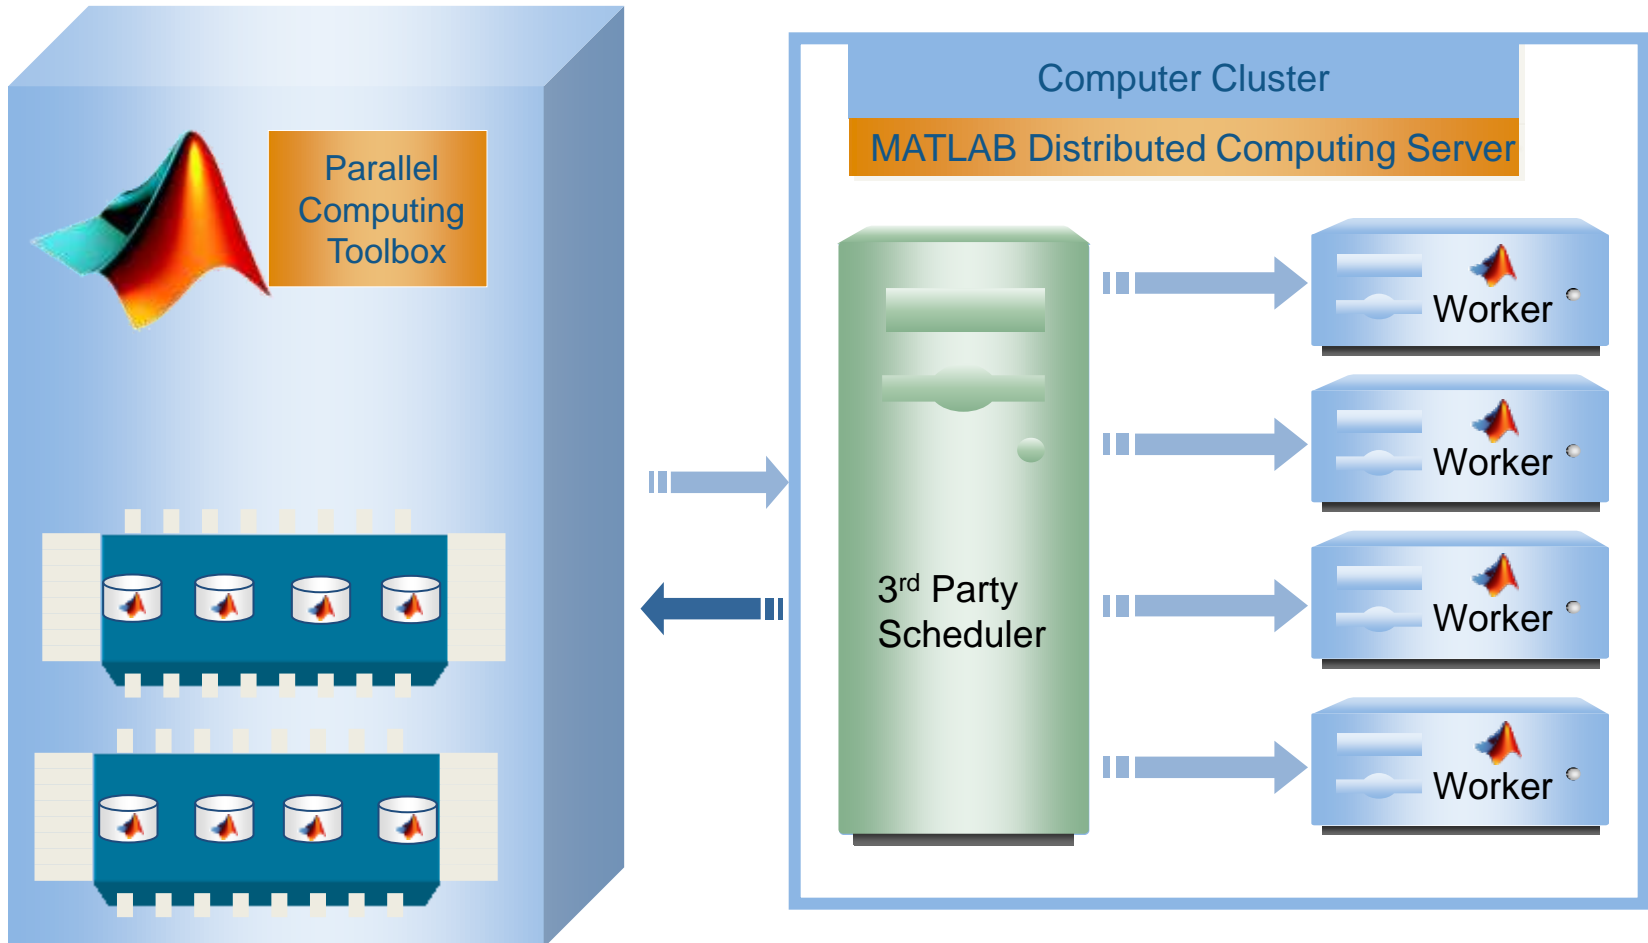 Parallel
Computing
Toolbox
Computer Cluster
MATLAB Distributed Computing Server
3rd Party
Scheduler
Worker
Worker
Worker
Worker